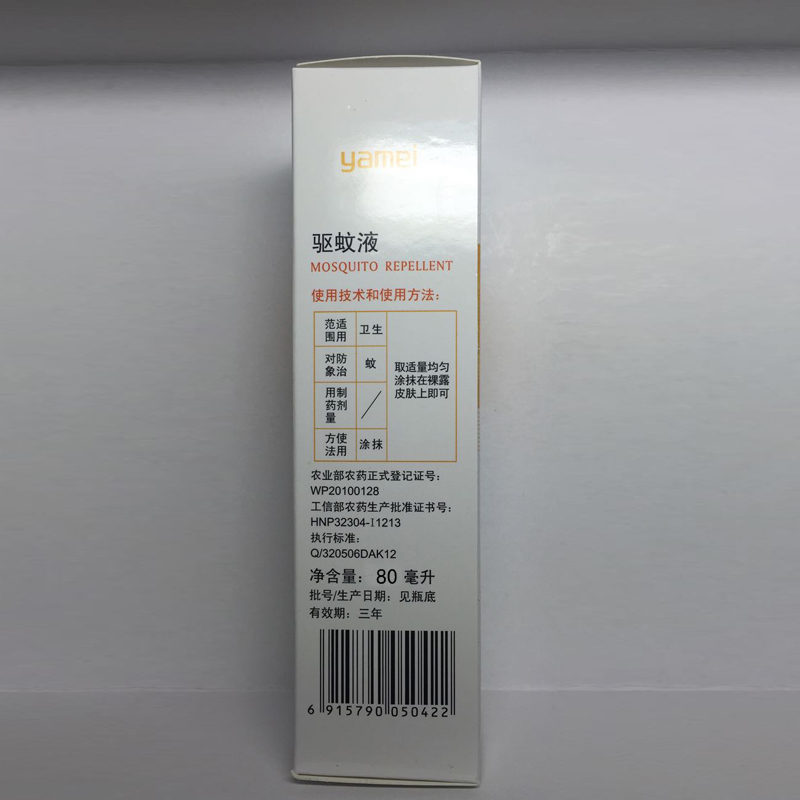 yamei
驱蚊液
MOSQUITO REPELLENT
使用技术和使用方法：
范适
围用
卫生
对防
象治
蚊
用制
药剂
量
方使
法用
涂抹
取适量均匀
涂抹在裸露
皮肤上即可
农业部农药正式登记证号：
WP20100128
工信部农药生产批准证书号：
HNP32304-I1213
执行标准：
Q/320506DAK12
净含量：80 毫升
批号/生产日期：见瓶底
有效期：三年
6 915790 050422